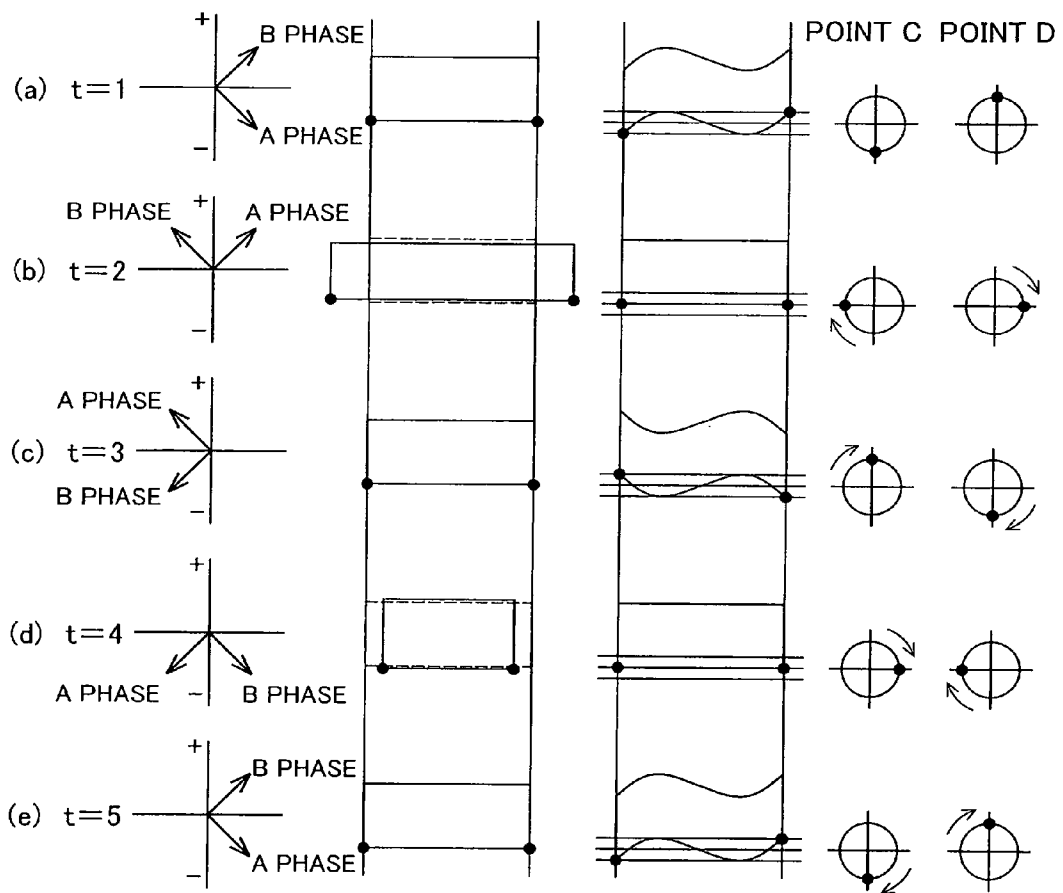 POINT C POINT D
+
B PHASE
(a) t=1
A PHASE
−
+
B PHASE A PHASE
(b) t=2
−
+
A PHASE
(c) t=3
B PHASE
−
+
(d) t=4
A PHASE − B PHASE
+
B PHASE
(e) t=5
A PHASE
−